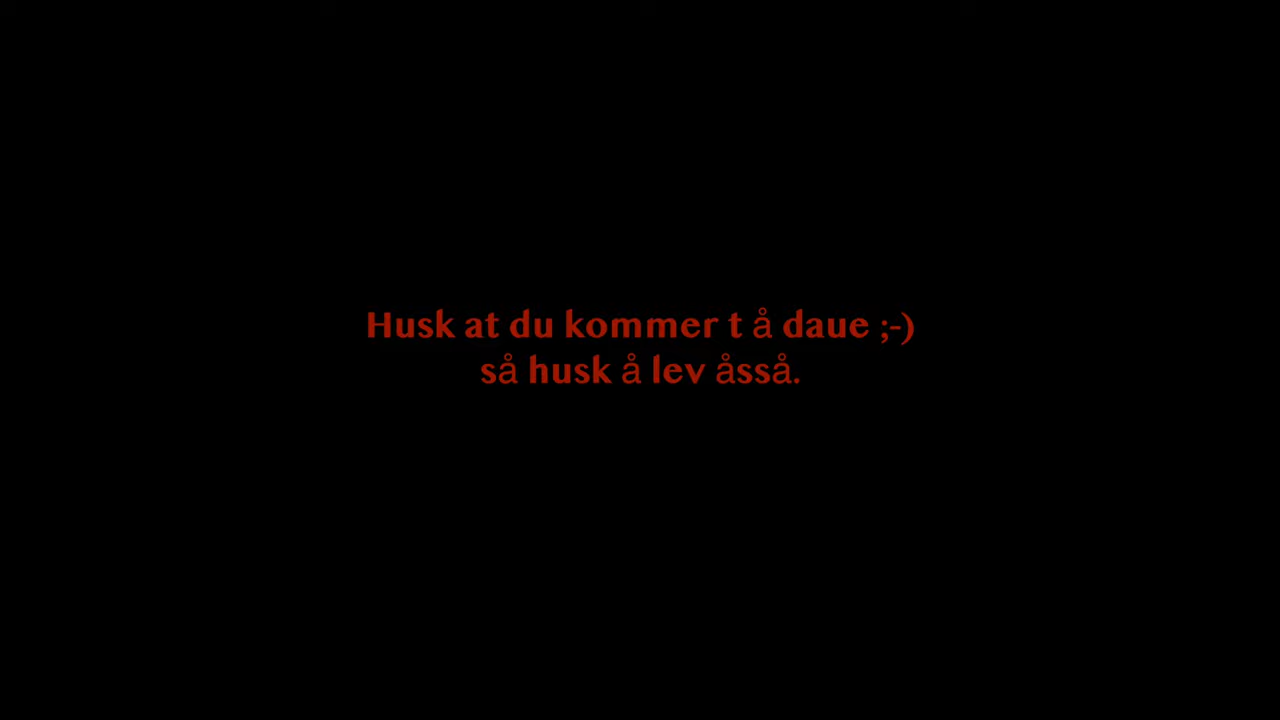 Husk at du kommer t å daue ;-)
så husk å lev åsså.